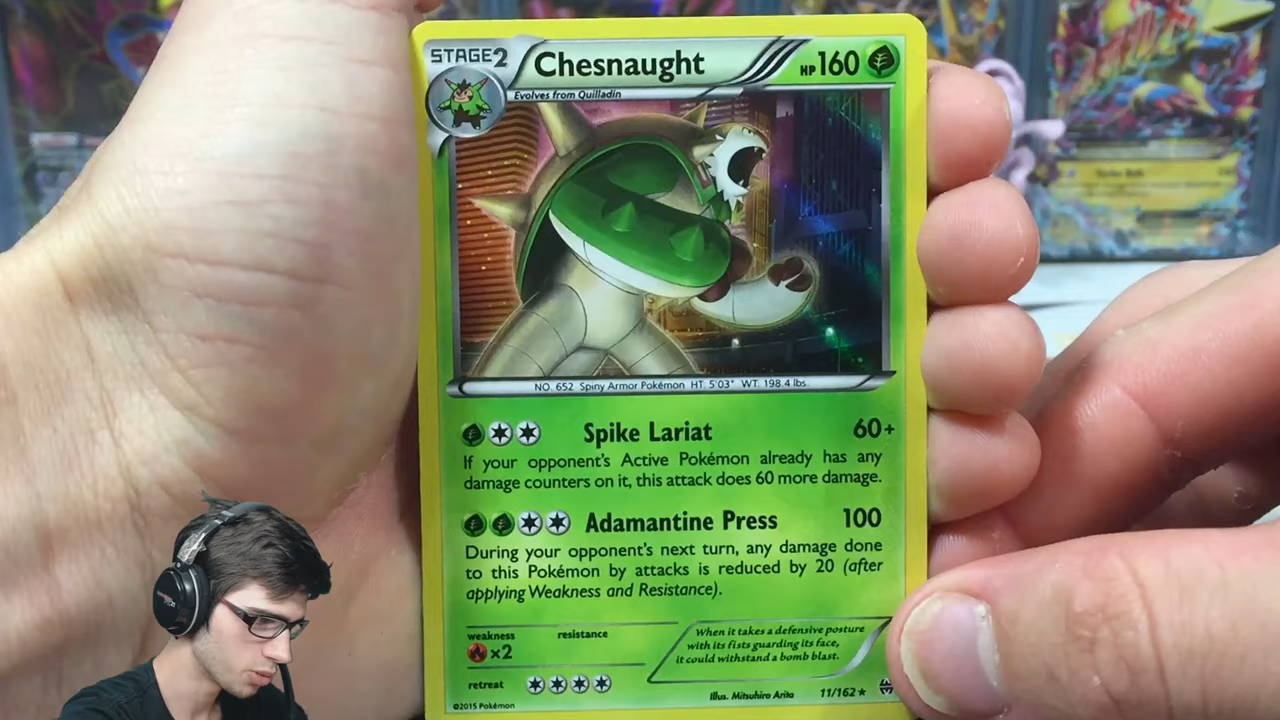 STAGE2
Chesnaught
HP160
Evolves from Quilladin
NO. 652 Spiny Armor Pokémon HT: 5'03" WT: 198.4 lbs.
Spike Lariat 60+
If your opponent's Active Pokémon already has any
damage counters on it, this attack does 60 more damage.
Adamantine Press 100
During your opponent's next turn, any damage done
to this Pokémon by attacks is reduced by 20 (after
applying Weakness and Resistance).
weakness resistance
×2
When it takes a defensive posture
with its fists guarding its face,
it could withstand a bomb blast.
retreat
Illus. Mitsuhiro Arita
11/162
©2015 Pokémon